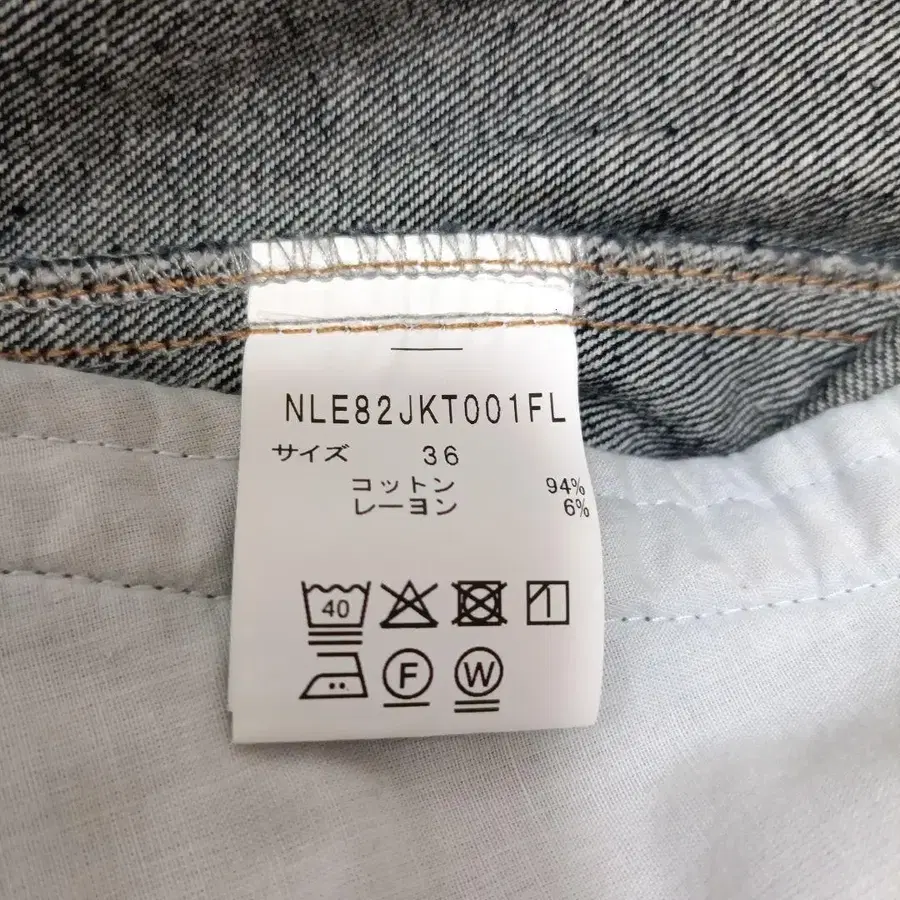 NLE82JKT001FL
サイズ 36
コットン 94%
レーヨン 6%
40
F W